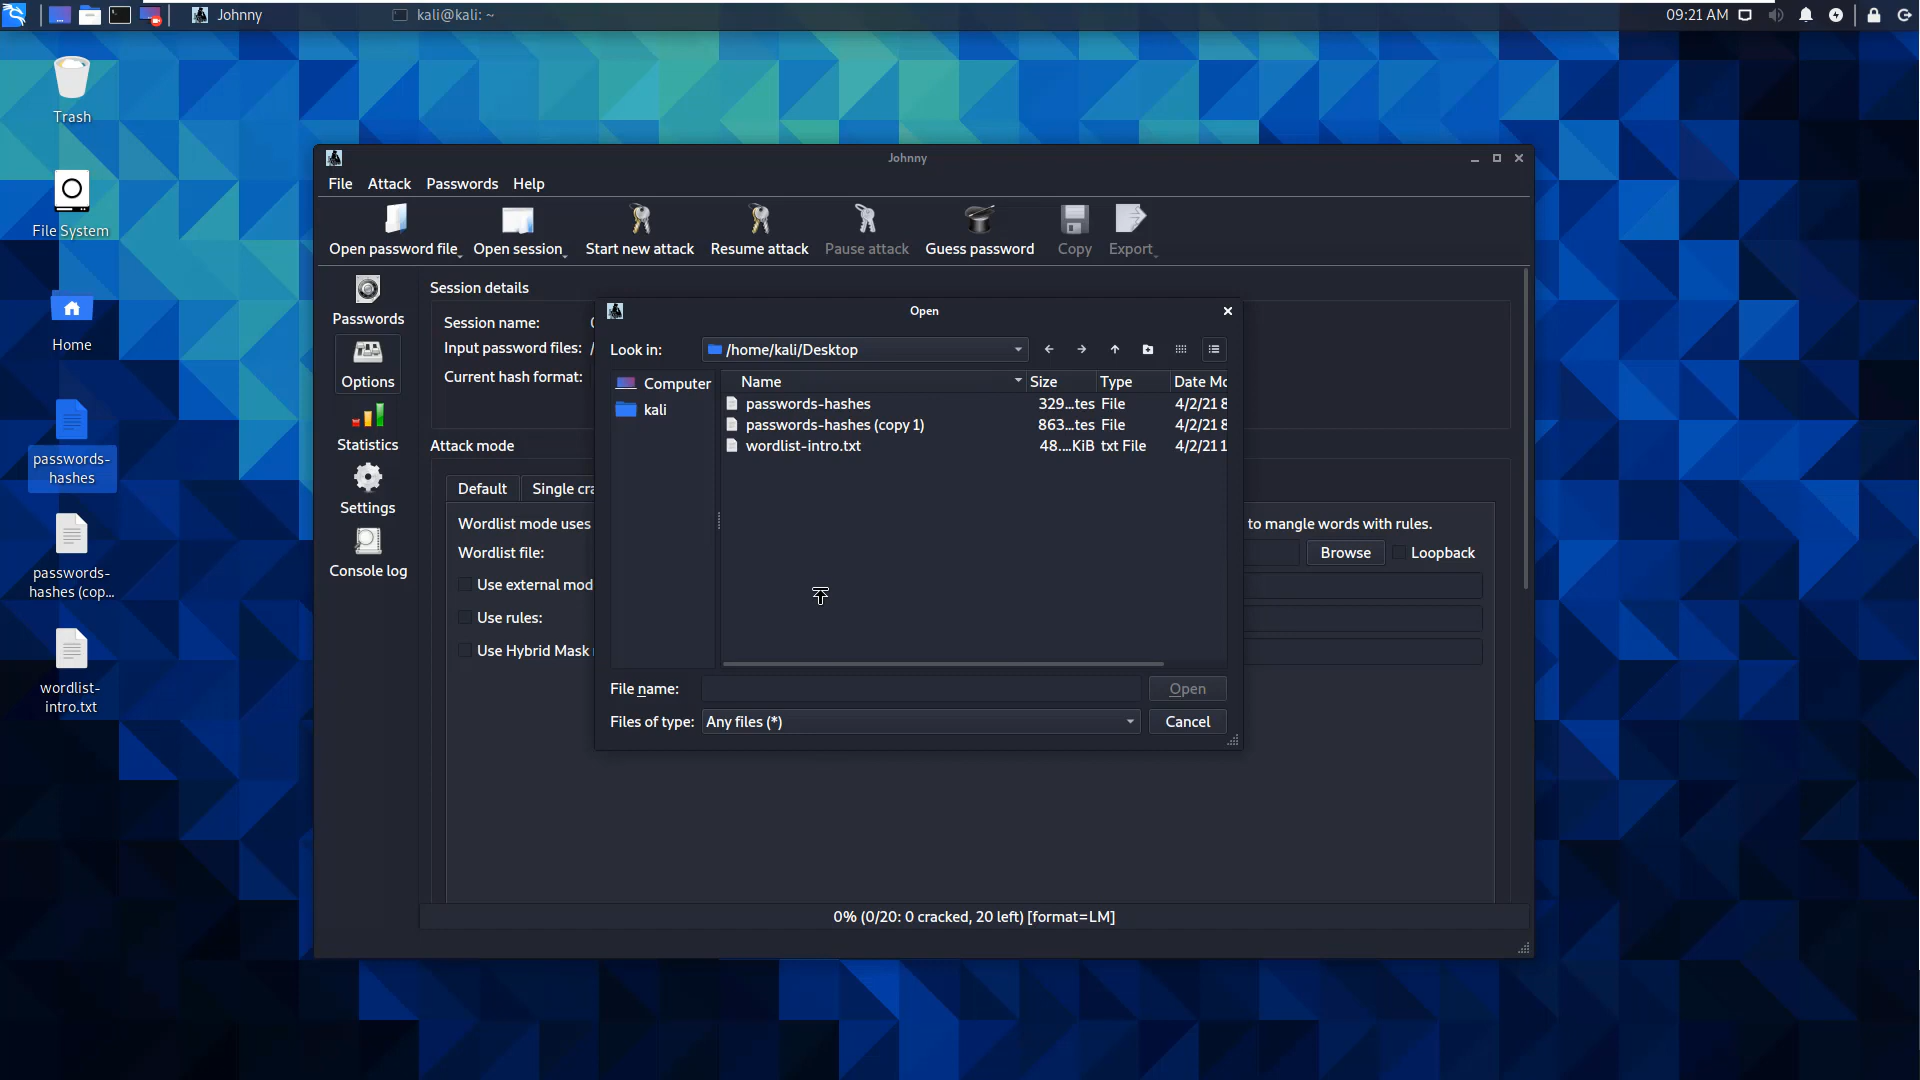 Johnny
kali@kali: ~
09:21 AM
Trash
File System
Home
passwords-
hashes
passwords-
hashes (cop...
wordlist-
intro.txt
Johnny
File Attack Passwords Help
Open password file Open session Start new attack Resume attack Pause attack Guess password Copy Export
Passwords
Options
Statistics
Settings
Console log
Session details
Session name:
Input password files: /
Current hash format:
Attack mode
Default Single cra
Wordlist mode uses to mangle words with rules.
Wordlist file: Browse Loopback
Use external mod
Use rules:
Use Hybrid Mask
Open
Look in: /home/kali/Desktop
Computer
kali
Name Size Type Date Mo
passwords-hashes 329...tes File 4/2/21 8
passwords-hashes (copy 1) 863...tes File 4/2/21 8
wordlist-intro.txt 48....KiB txt File 4/2/21 1
File name: Open
Files of type: Any files (*) Cancel
0% (0/20: 0 cracked, 20 left) [format=LM]